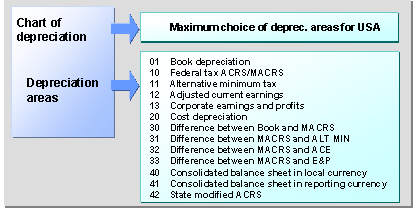 Chart of
depreciation
Maximum choice of deprec. areas for USA
Depreciation
areas
01 Book depreciation
10 Federal tax ACRS/MACRS
11 Alternative minimum tax
12 Adjusted current earnings
13 Corporate earnings and profits
20 Cost depreciation
30 Difference between Book and MACRS
31 Difference between MACRS and ALT MIN
32 Difference between MACRS and ACE
33 Difference between MACRS and E&P
40 Consolidated balance sheet in local currency
41 Consolidated balance sheet in reporting currency
42 State modified ACRS